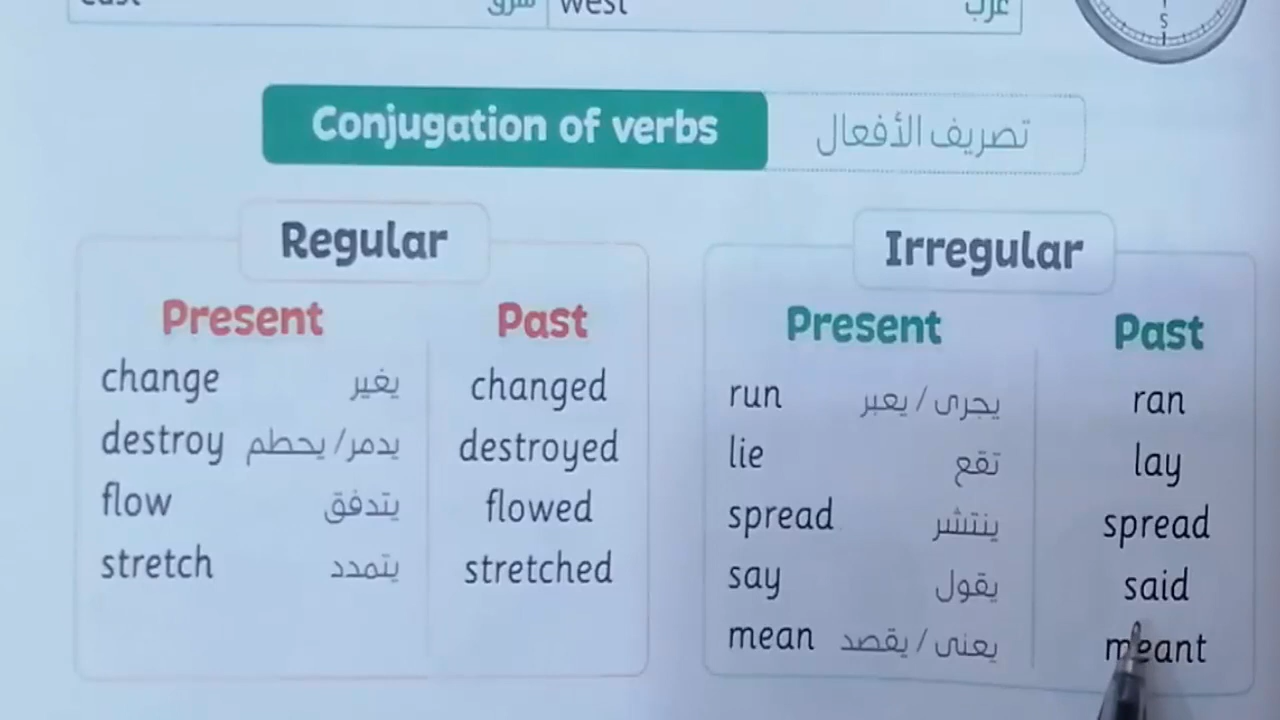 east شرق west غرب
S
Conjugation of verbs تصريف الأفعال
Regular
Present Past
change يغير changed
destroy يدمر/يحطم destroyed
flow يتدفق flowed
stretch يتمدد stretched
Irregular
Present Past
run يجرى/يعبر ran
lie تقع lay
spread ينتشر spread
say يقول said
mean يعنى/يقصد meant